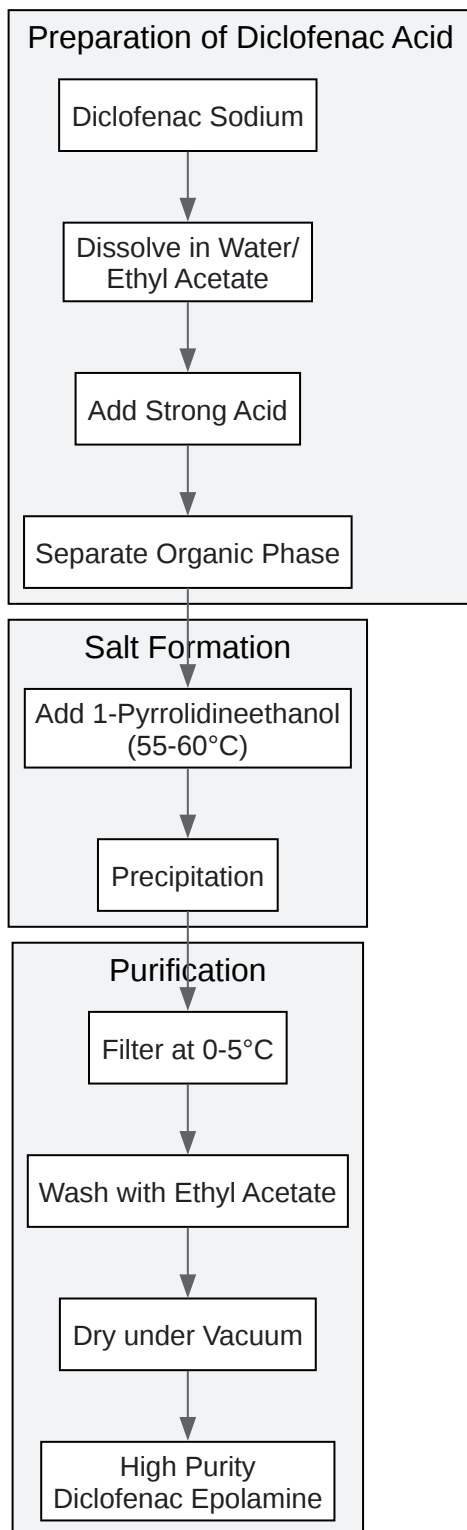 Preparation of Diclofenac Acid
Diclofenac Sodium
Dissolve in Water/
Ethyl Acetate
Add Strong Acid
Separate Organic Phase
Salt Formation
Add 1-Pyrrolidineethanol
(55-60°C)
Precipitation
Purification
Filter at 0-5°C
Wash with Ethyl Acetate
Dry under Vacuum
High Purity
Diclofenac Epolamine